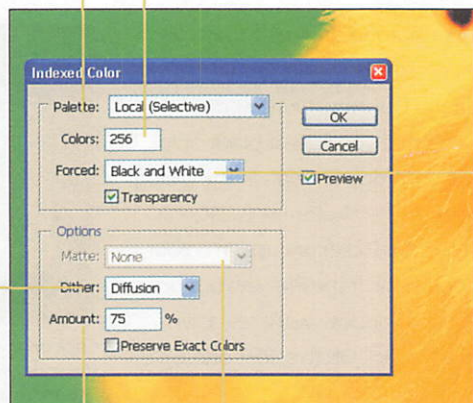 Indexed Color
Palette: Local (Selective)
OK
Colors: 256
Cancel
Forced: Black and White
Preview
Transparency
Options
Matte: None
Dither: Diffusion
Amount: 75 %
Preserve Exact Colors